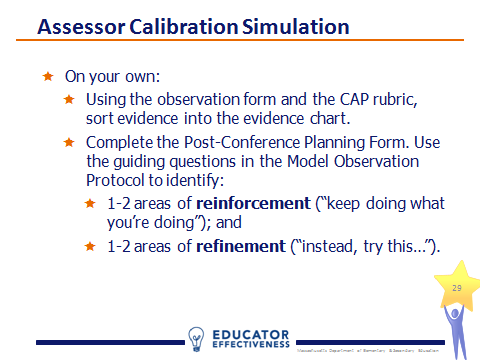 Assessor Calibration Simulation
On your own:
Using the observation form and the CAP rubric,
sort evidence into the evidence chart.
Complete the Post-Conference Planning Form. Use
the guiding questions in the Model Observation
Protocol to identify:
1-2 areas of reinforcement (“keep doing what
you’re doing”); and
1-2 areas of refinement (“instead, try this…”).
29
EDUCATOR
EFFECTIVENESS
Massachusetts Department of Elementary & Secondary Education